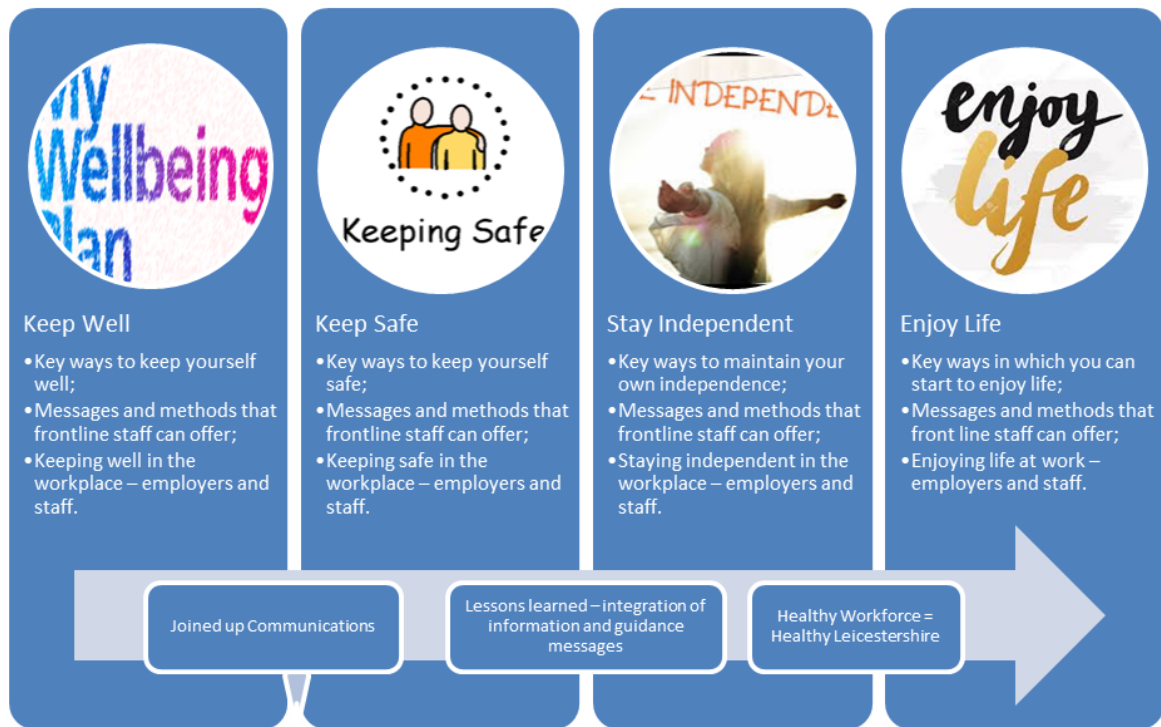 My
Wellbeing
Plan
Keep Well
•Key ways to keep yourself
well;
•Messages and methods that
frontline staff can offer;
•Keeping well in the
workplace – employers and
staff.
Keeping Safe
Keep Safe
•Key ways to keep yourself
safe;
•Messages and methods that
frontline staff can offer;
•Keeping safe in the
workplace – employers and
staff.
E INDEPENDE
Stay Independent
•Key ways to maintain your
own independence;
•Messages and methods that
frontline staff can offer;
•Staying independent in the
workplace – employers and
staff.
enjoy
life
Enjoy Life
•Key ways in which you can
start to enjoy life;
•Messages and methods that
front line staff can offer;
•Enjoying life at work –
employers and staff.
Joined up Communications
Lessons learned – integration of
information and guidance
messages
Healthy Workforce =
Healthy Leicestershire